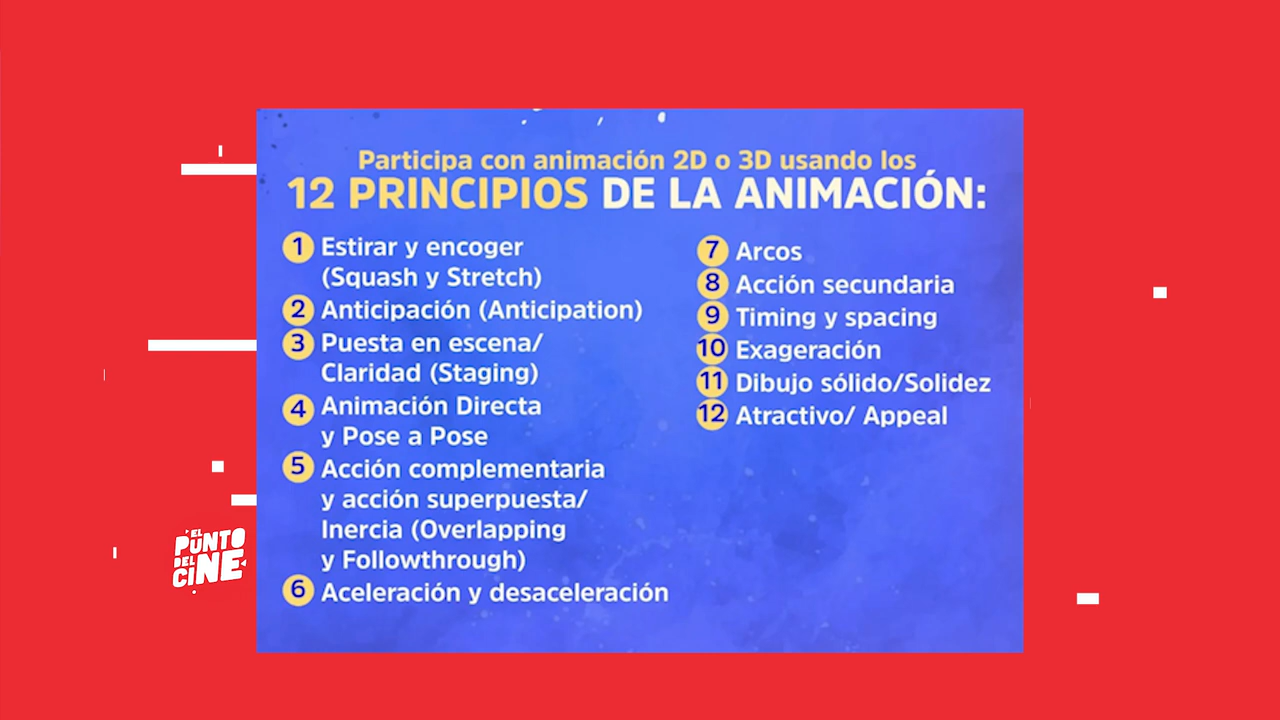 Participa con animación 2D o 3D usando los
12 PRINCIPIOS DE LA ANIMACIÓN:
1 Estirar y encoger
(Squash y Stretch)
2 Anticipación (Anticipation)
3 Puesta en escena/
Claridad (Staging)
4 Animación Directa
y Pose a Pose
5 Acción complementaria
y acción superpuesta/
Inercia (Overlapping
y Followthrough)
6 Aceleración y desaceleración
7 Arcos
8 Acción secundaria
9 Timing y spacing
10 Exageración
11 Dibujo sólido/Solidez
12 Atractivo/ Appeal
EL
PUNTO
DEL
CINE